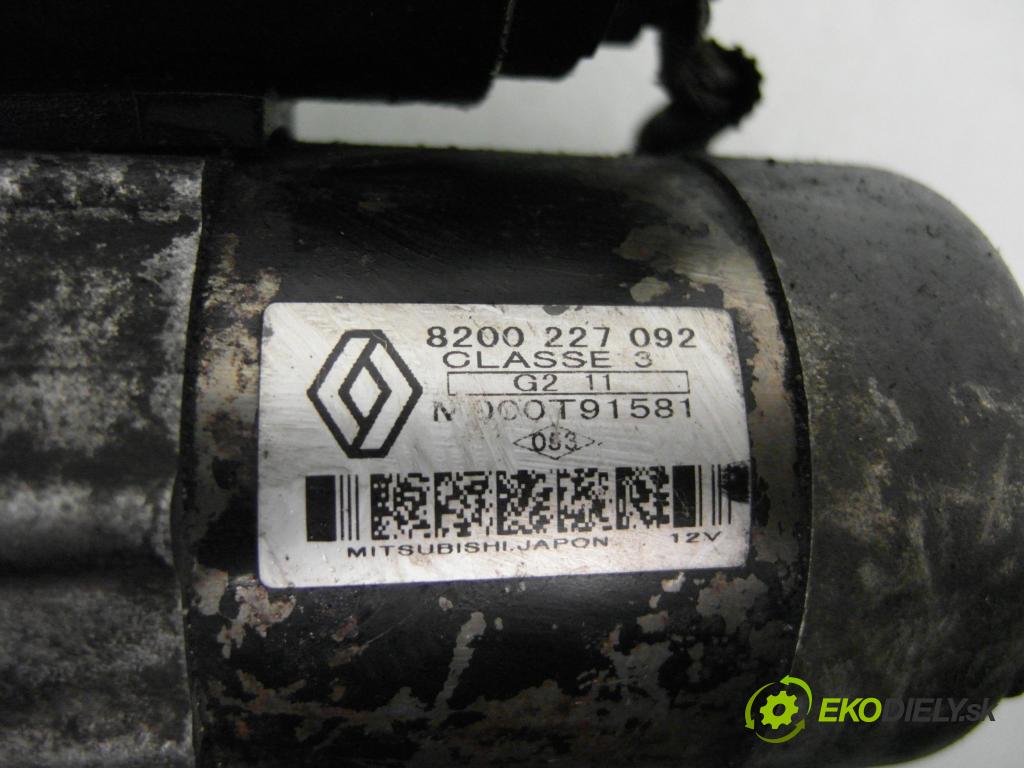 8200 227 092
CLASSE 3
G2 11
M000T91581
053
MITSUBISHI.JAPON 12V
EKODIELY.sk